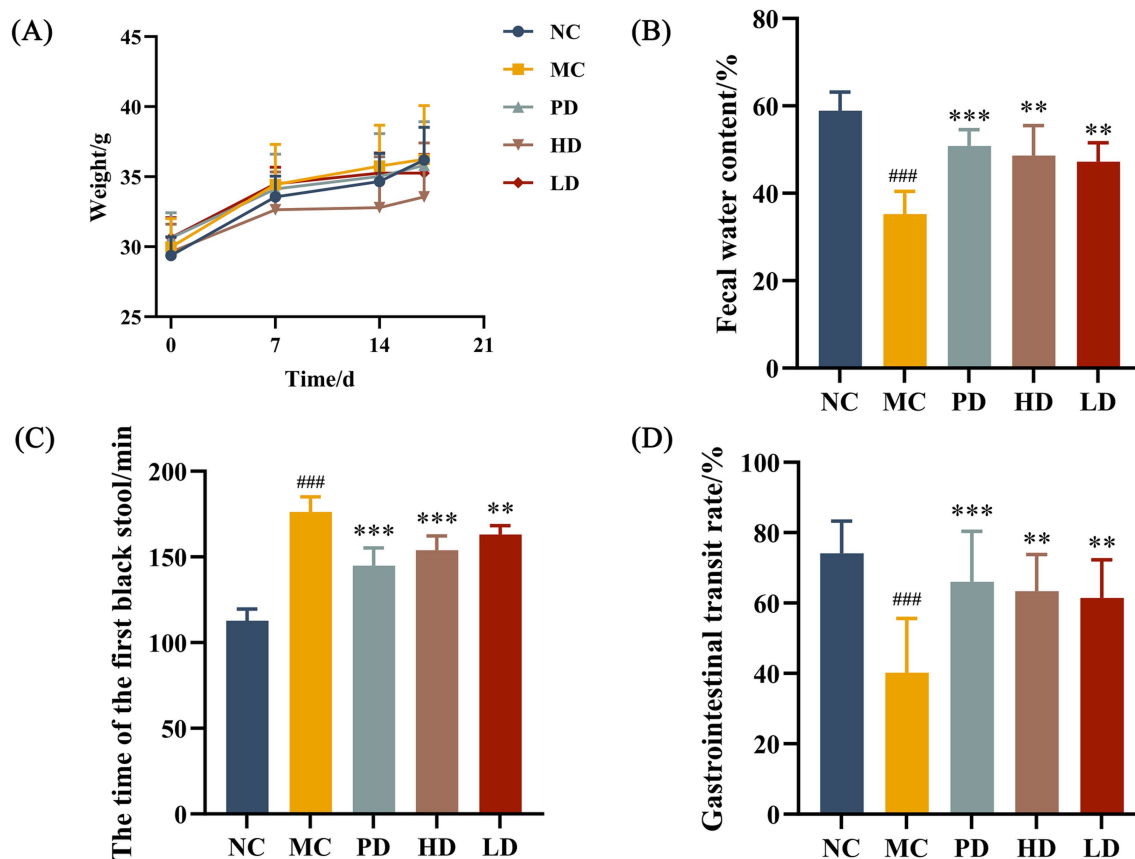 (A)
Weight/g
45
40
35
30
25
0 7 14 21
Time/d
NC
MC
PD
HD
LD
(B)
Fecal water content/%
80
60
40
20
0
###
***
**
**
NC MC PD HD LD
(C)
The time of the first black stool/min
200
150
100
50
0
###
***
***
**
NC MC PD HD LD
(D)
Gastrointestinal transit rate/%
100
80
60
40
20
0
###
***
**
**
NC MC PD HD LD